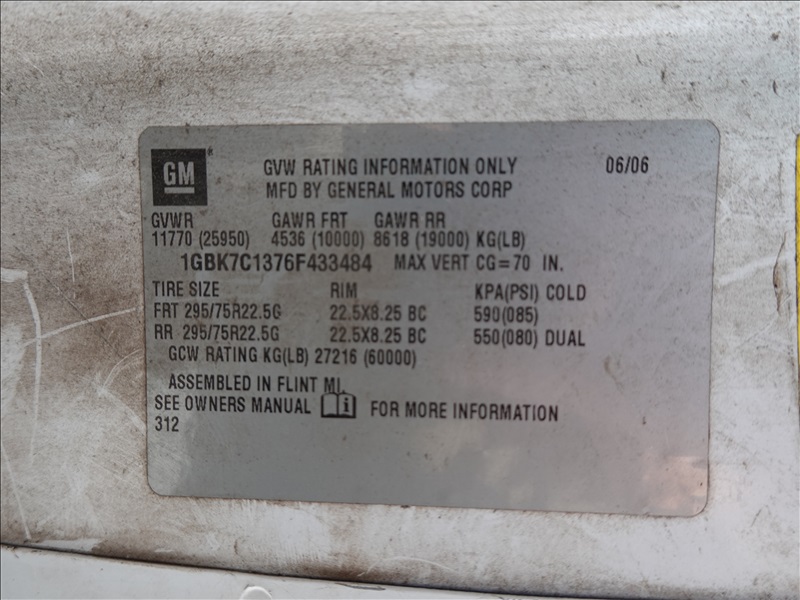 GM GVW RATING INFORMATION ONLY 06/06
MFD BY GENERAL MOTORS CORP
GVWR GAWR FRT GAWR RR
11770 (25950) 4536 (10000) 8618 (19000) KG(LB)
1GBK7C1376F433484 MAX VERT CG=70 IN.
TIRE SIZE RIM KPA(PSI) COLD
FRT 295/75R22.5G 22.5X8.25 BC 590(085)
RR 295/75R22.5G 22.5X8.25 BC 550(080) DUAL
GCW RATING KG(LB) 27216 (60000)
ASSEMBLED IN FLINT MI.
SEE OWNERS MANUAL i FOR MORE INFORMATION
312